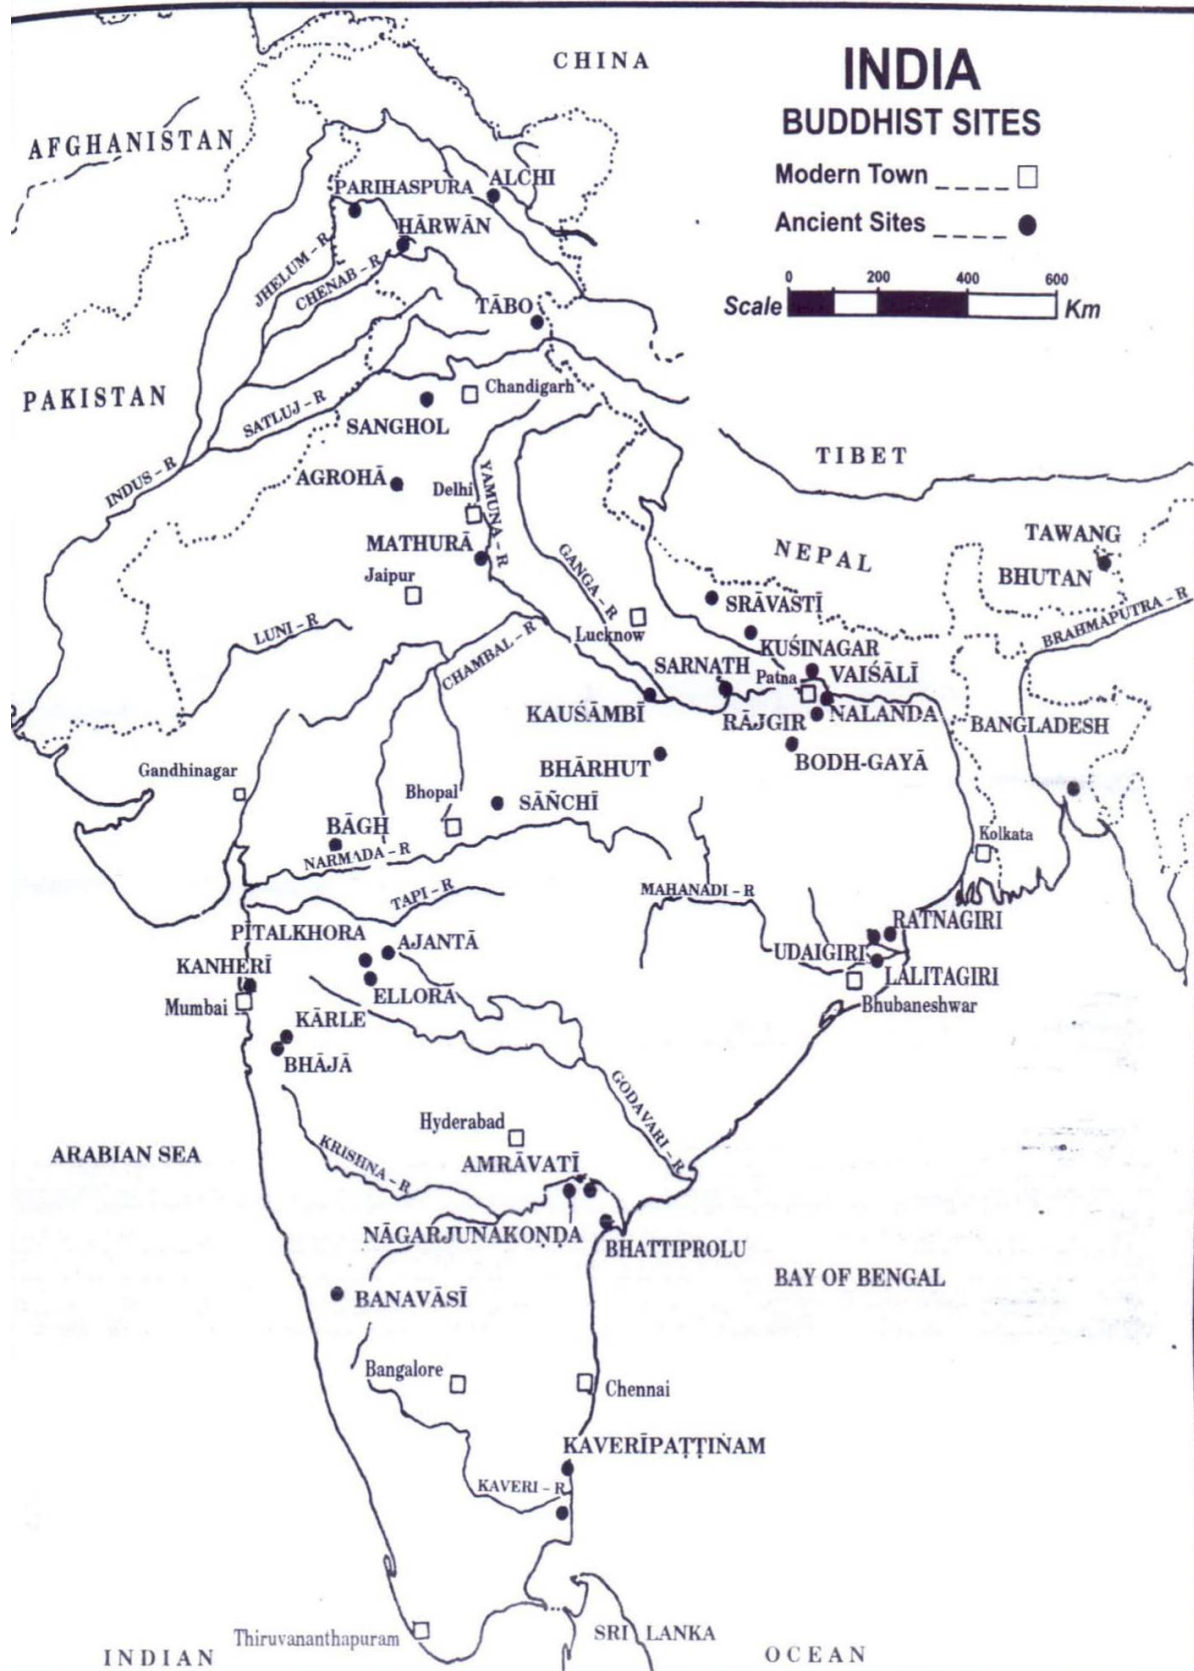 CHINA
INDIA
BUDDHIST SITES
Modern Town _ _ _ _
Ancient Sites _ _ _ _
0 200 400 600
Scale Km
AFGHANISTAN
PARIHASPURA
ALCHI
HĀRWĀN
JHELUM - R
CHENAB - R
TĀBO
PAKISTAN
Chandigarh
SATLUJ - R
SANGHOL
TIBET
INDUS - R
AGROHĀ
Delhi
YAMUNA - R
MATHURĀ
GANGA - R
NEPAL
TAWANG
BHUTAN
Jaipur
SRĀVASTĪ
BRAHMAPUTRA - R
LUNI - R
Lucknow
KUŚINAGAR
CHAMBAL - R
SARNATH
Patna
VAIŚĀLĪ
KAUŚĀMBĪ
RĀJGIR
NALANDA
BANGLADESH
BHĀRHUT
BODH-GAYĀ
Gandhinagar
Bhopal
SĀÑCHĪ
BĀGH
Kolkata
NARMADA - R
TAPI - R
MAHANADI - R
RATNAGIRI
PĪTALKHORA
AJANTĀ
UDAIGIRI
KANHERĪ
LALITAGIRI
ELLORĀ
Mumbai
Bhubaneshwar
KĀRLE
BHĀJĀ
GODAVARI - R
Hyderabad
KRISHNA - R
ARABIAN SEA
AMRĀVATĪ
NĀGARJUNAKOṆḌA
BHATTIPROLU
BAY OF BENGAL
BANAVĀSĪ
Bangalore
Chennai
KAVERĪPAṬṬIṄAM
KAVERI - R
Thiruvananthapuram
SRI LANKA
INDIAN
OCEAN